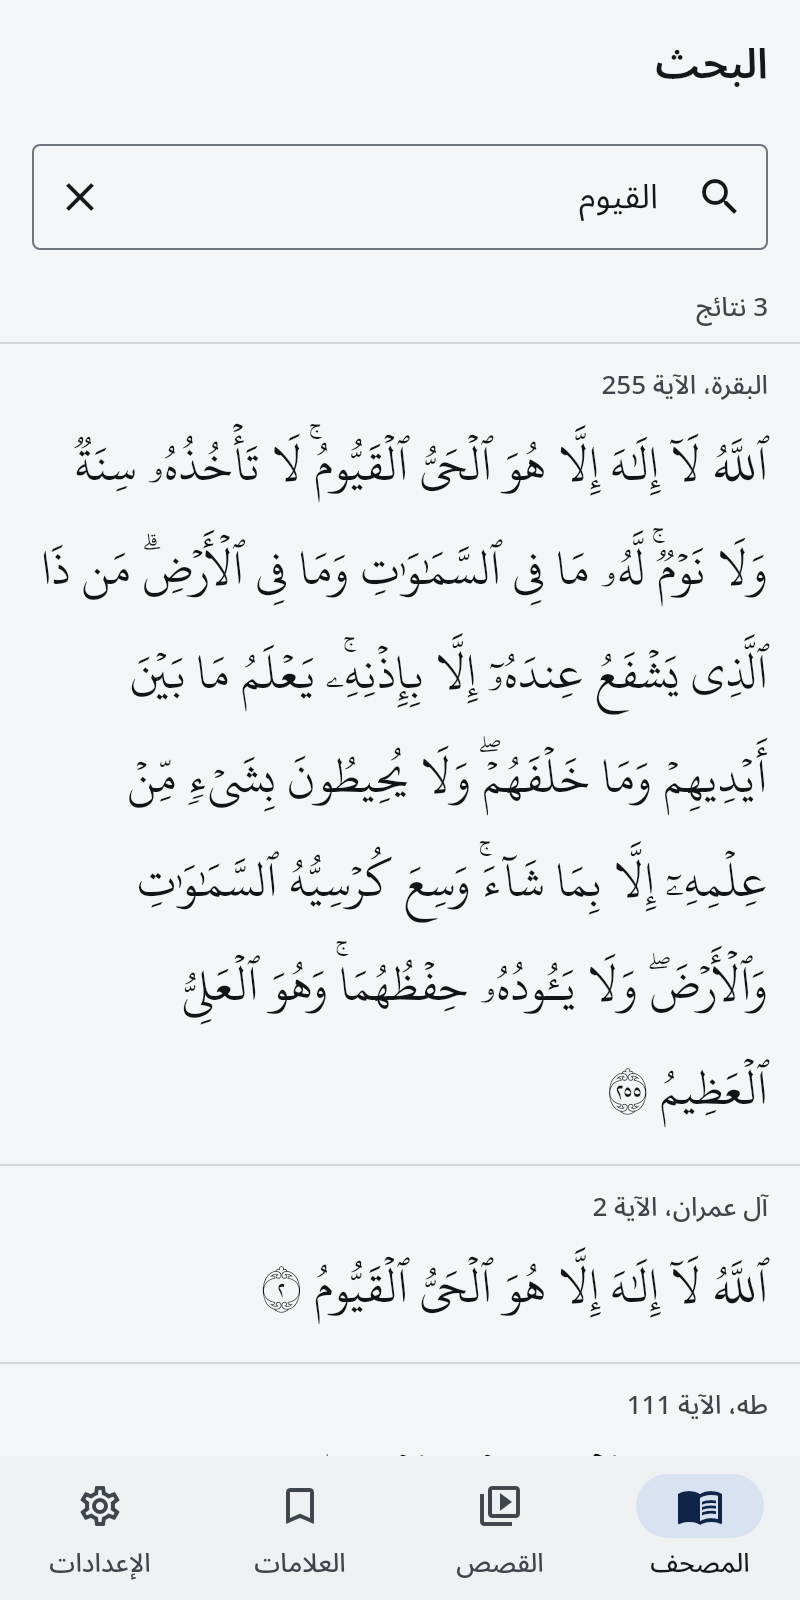 البحث
القيوم
3 نتائج
البقرة، الآية 255
ٱللَّهُ لَآ إِلَـٰهَ إِلَّا هُوَ ٱلْحَىُّ ٱلْقَيُّومُ ۚ لَا تَأْخُذُهُۥ سِنَةٌ
وَلَا نَوْمٌ ۚ لَّهُۥ مَا فِى ٱلسَّمَـٰوَٰتِ وَمَا فِى ٱلْأَرْضِ ۗ مَن ذَا
ٱلَّذِى يَشْفَعُ عِندَهُۥٓ إِلَّا بِإِذْنِهِۦ ۚ يَعْلَمُ مَا بَيْنَ
أَيْدِيهِمْ وَمَا خَلْفَهُمْ ۖ وَلَا يُحِيطُونَ بِشَىْءٍ مِّنْ
عِلْمِهِۦٓ إِلَّا بِمَا شَآءَ ۚ وَسِعَ كُرْسِيُّهُ ٱلسَّمَـٰوَٰتِ
وَٱلْأَرْضَ ۖ وَلَا يَـُٔودُهُۥ حِفْظُهُمَا ۚ وَهُوَ ٱلْعَلِىُّ
ٱلْعَظِيمُ ٢٥٥
آل عمران، الآية 2
ٱللَّهُ لَآ إِلَـٰهَ إِلَّا هُوَ ٱلْحَىُّ ٱلْقَيُّومُ ٢
طه، الآية 111
المصحف
القصص
العلامات
الإعدادات